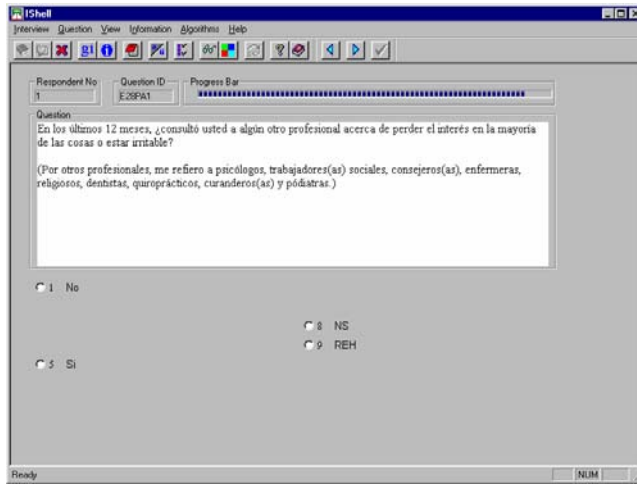 IShell
Interview Question View Information Algorithms Help
Respondent No
Question ID
Progress Bar
1
E28PA1
Question
En los últimos 12 meses, ¿consultó usted a algún otro profesional acerca de perder el interés en la mayoría
de las cosas o estar irritable?
(Por otros profesionales, me refiero a psicólogos, trabajadores(as) sociales, consejeros(as), enfermeras,
religiosos, dentistas, quiroprácticos, curanderos(as) y pódiatras.)
1 No
8 NS
9 REH
5 Si
Ready
NUM